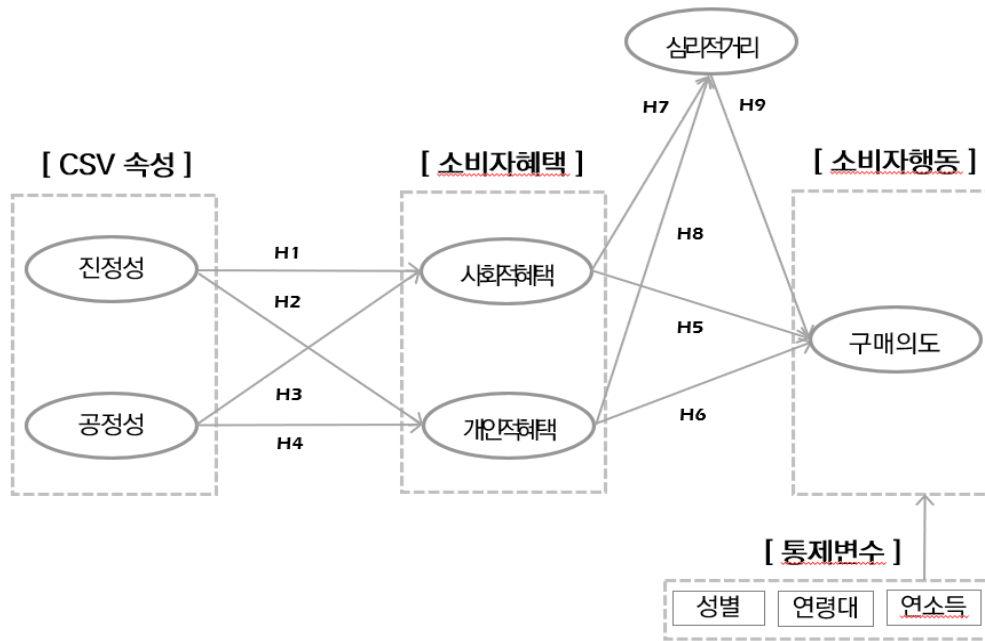 심리적거리
H7
H9
[ CSV 속성 ]
[ 소비자혜택 ]
[ 소비자행동 ]
진정성
H1
사회적혜택
H8
H2
H5
구매의도
H3
공정성
H4
개인적혜택
H6
[ 통제변수 ]
성별
연령대
연소득